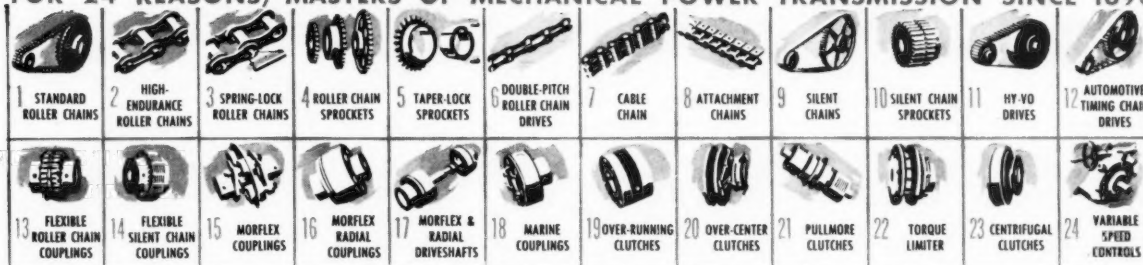 FOR 24 REASONS, MASTERS OF MECHANICAL POWER TRANSMISSION SINCE
1 STANDARD
ROLLER CHAINS
2 HIGH-
ENDURANCE
ROLLER CHAINS
3 SPRING-LOCK
ROLLER CHAINS
4 ROLLER CHAIN
SPROCKETS
5 TAPER-LOCK
SPROCKETS
6 DOUBLE-PITCH
ROLLER CHAIN
DRIVES
7 CABLE
CHAIN
8 ATTACHMENT
CHAINS
9 SILENT
CHAINS
10 SILENT CHAIN
SPROCKETS
11 HY-VO
DRIVES
12 AUTOMOTIVE
TIMING CHAIN
DRIVES
13 FLEXIBLE
ROLLER CHAIN
COUPLINGS
14 FLEXIBLE
SILENT CHAIN
COUPLINGS
15 MORFLEX
COUPLINGS
16 MORFLEX
RADIAL
COUPLINGS
17 MORFLEX &
RADIAL
DRIVESHAFTS
18 MARINE
COUPLINGS
19 OVER-RUNNING
CLUTCHES
20 OVER-CENTER
CLUTCHES
21 PULLMORE
CLUTCHES
22 TORQUE
LIMITER
23 CENTRIFUGAL
CLUTCHES
24 VARIABLE
SPEED
CONTROLS